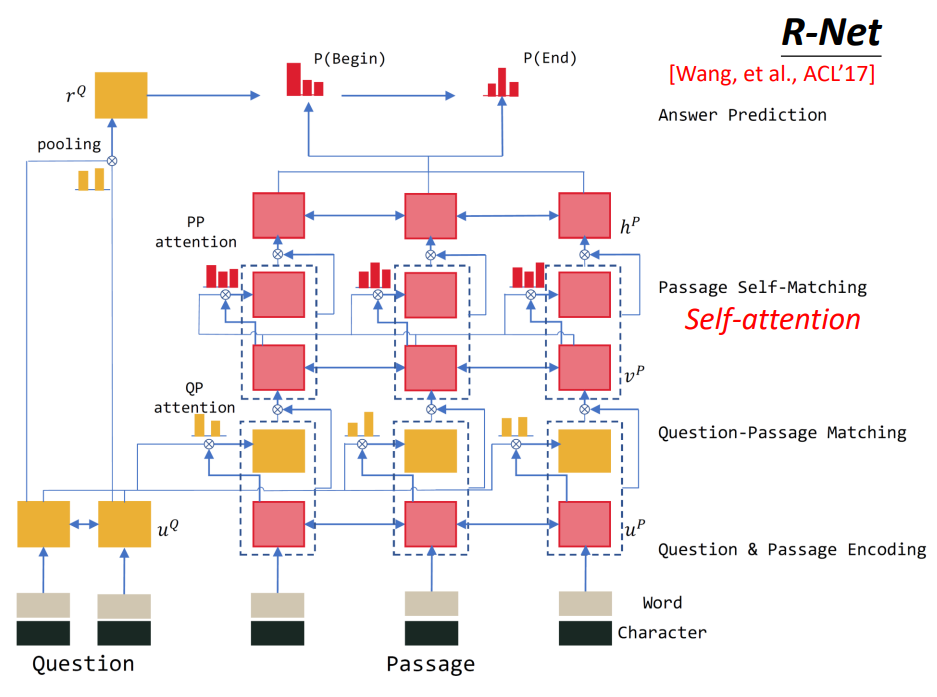 R-Net
[Wang, et al., ACL'17]
P(Begin)
P(End)
r^Q
Answer Prediction
pooling
PP
attention
h^P
Passage Self-Matching
Self-attention
v^P
QP
attention
Question-Passage Matching
u^Q
u^P
Question & Passage Encoding
Word
Character
Question
Passage